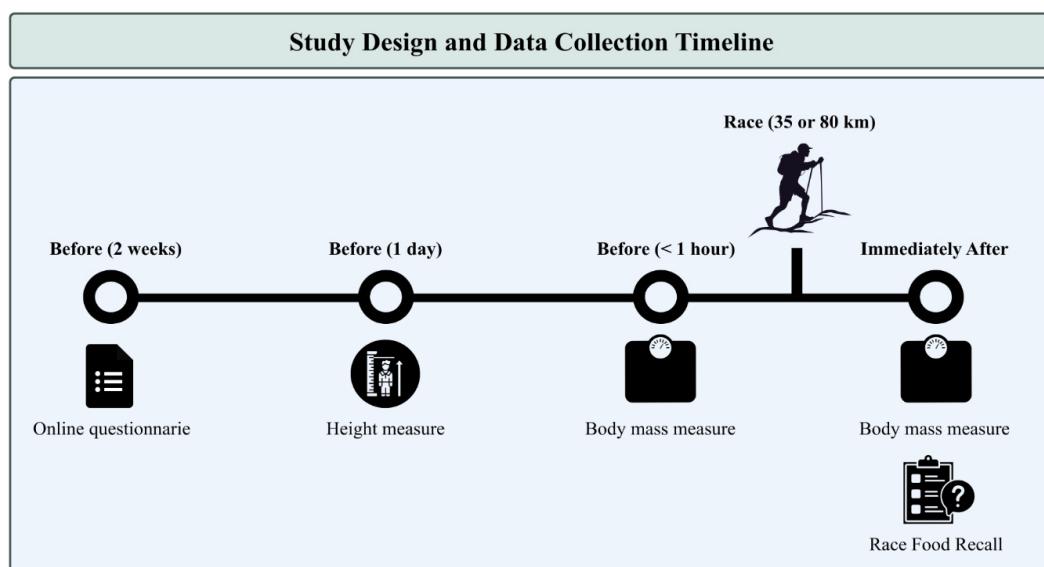 Study Design and Data Collection Timeline
Race (35 or 80 km)
Before (2 weeks)
Before (1 day)
Before (< 1 hour)
Immediately After
Online questionnarie
Height measure
Body mass measure
Body mass measure
?
Race Food Recall